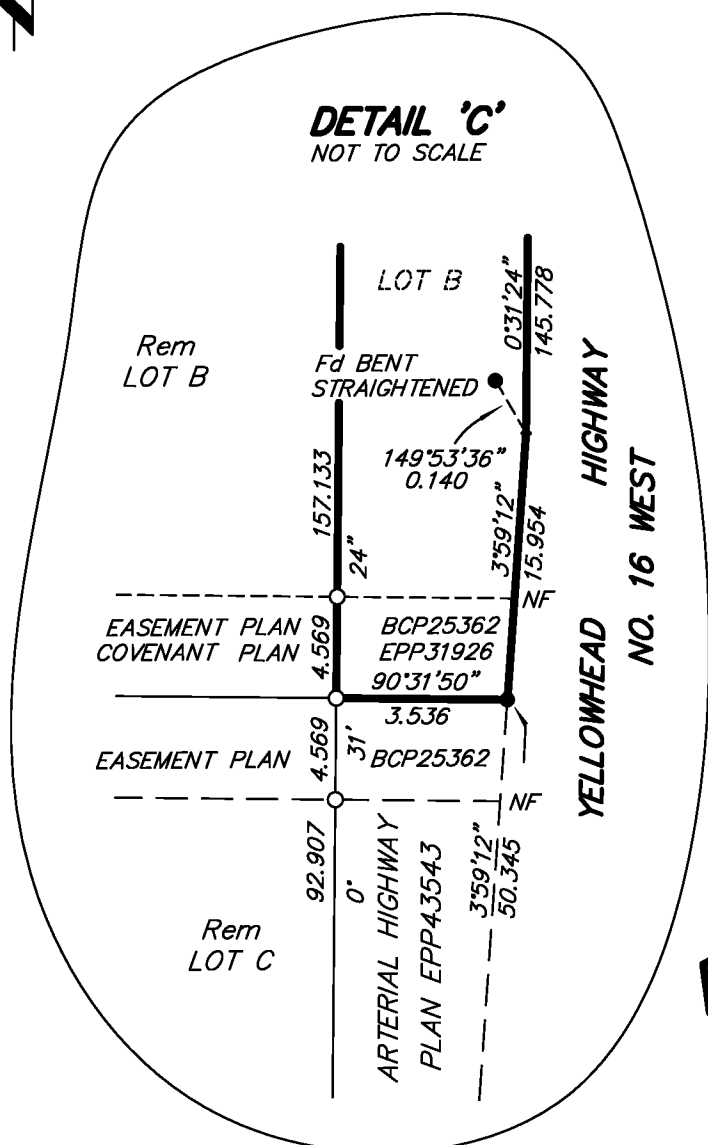 DETAIL 'C'
NOT TO SCALE
LOT B
0°31'24"
145.778
Rem
LOT B
Fd BENT
STRAIGHTENED
149°53'36"
0.140
HIGHWAY
YELLOWHEAD
NO. 16 WEST
157.133
24"
3°59'12"
15.954
NF
EASEMENT PLAN BCP25362
COVENANT PLAN EPP31926
4.569
90°31'50"
3.536
4.569
31'
EASEMENT PLAN BCP25362
NF
92.907
0°
ARTERIAL HIGHWAY
PLAN EPP43543
3°59'12"
50.345
Rem
LOT C